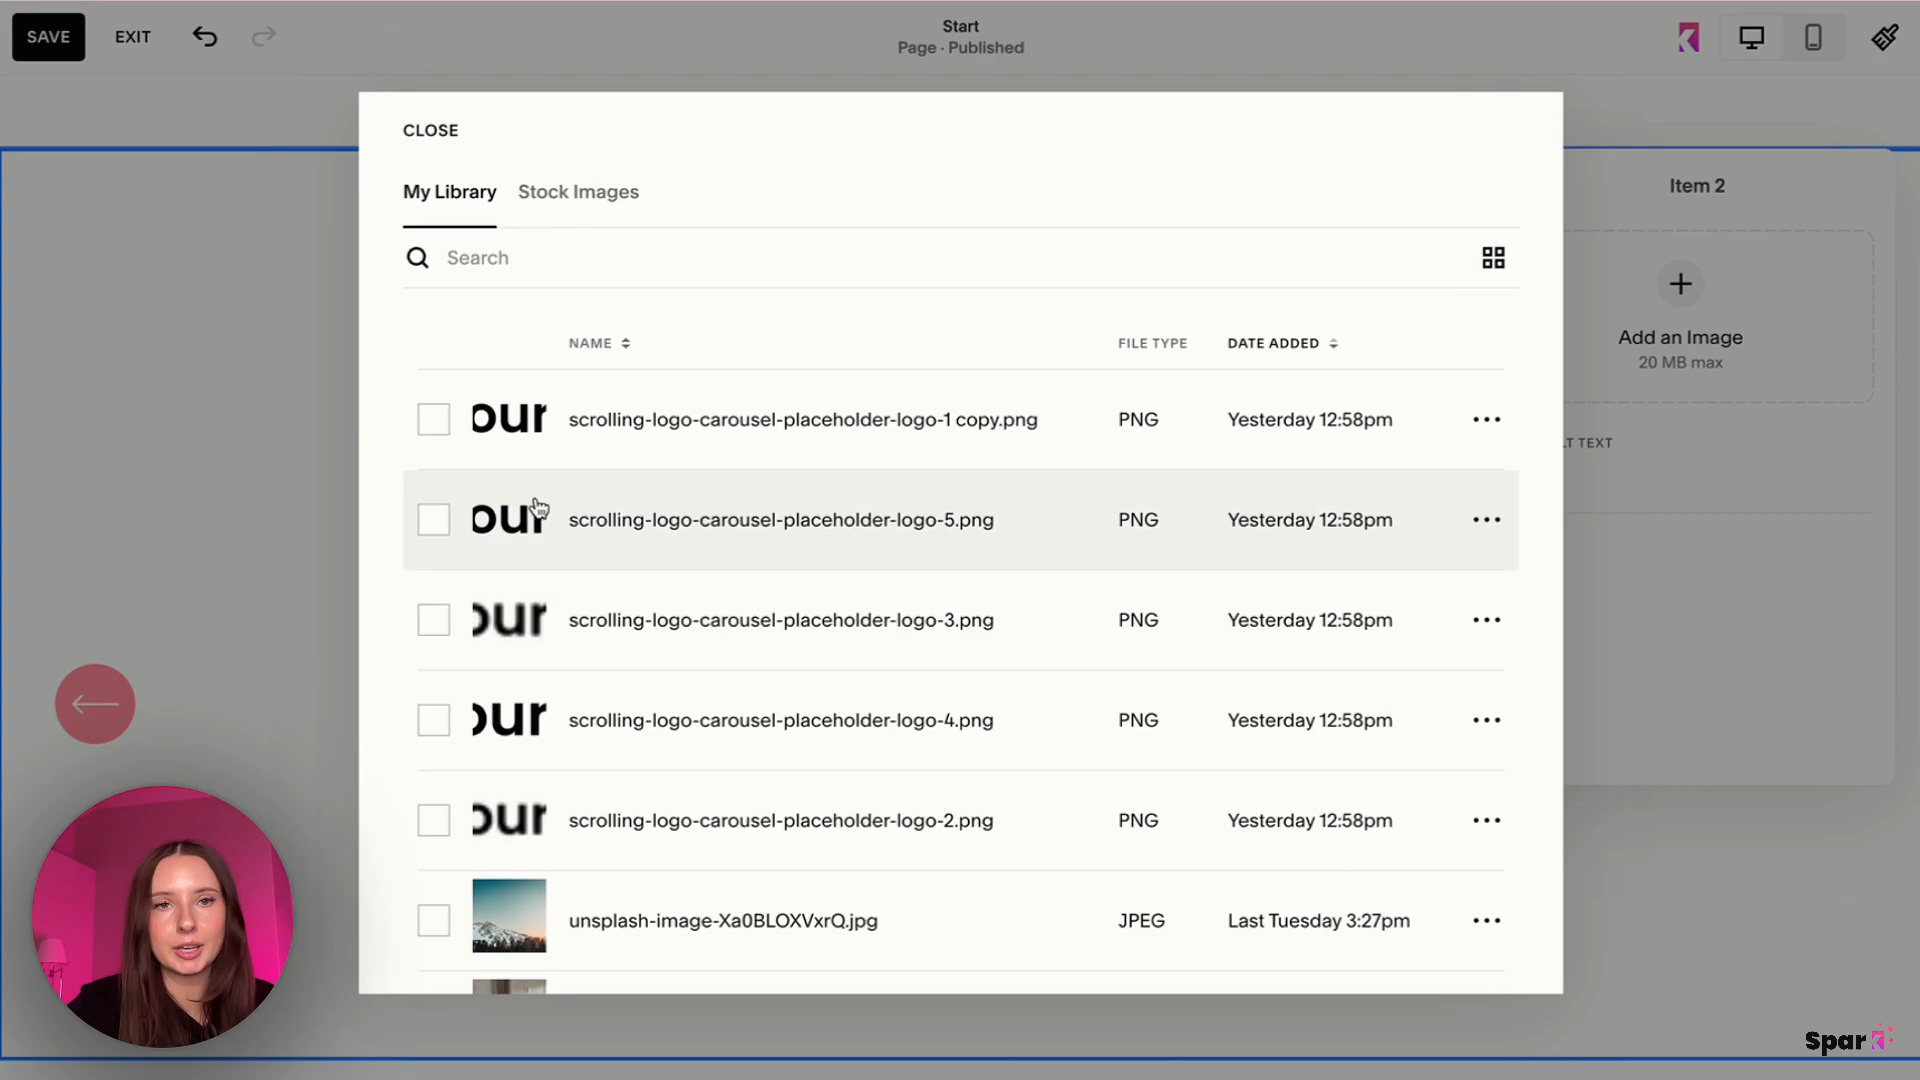 SAVE
EXIT
Start
Page · Published
CLOSE
My Library
Stock Images
Search
NAME
FILE TYPE
DATE ADDED
our
scrolling-logo-carousel-placeholder-logo-1 copy.png
PNG
Yesterday 12:58pm
our
scrolling-logo-carousel-placeholder-logo-5.png
PNG
Yesterday 12:58pm
our
scrolling-logo-carousel-placeholder-logo-3.png
PNG
Yesterday 12:58pm
our
scrolling-logo-carousel-placeholder-logo-4.png
PNG
Yesterday 12:58pm
our
scrolling-logo-carousel-placeholder-logo-2.png
PNG
Yesterday 12:58pm
unsplash-image-Xa0BLOXVxrQ.jpg
JPEG
Last Tuesday 3:27pm
Item 2
Add an Image
20 MB max
LT TEXT
Spark